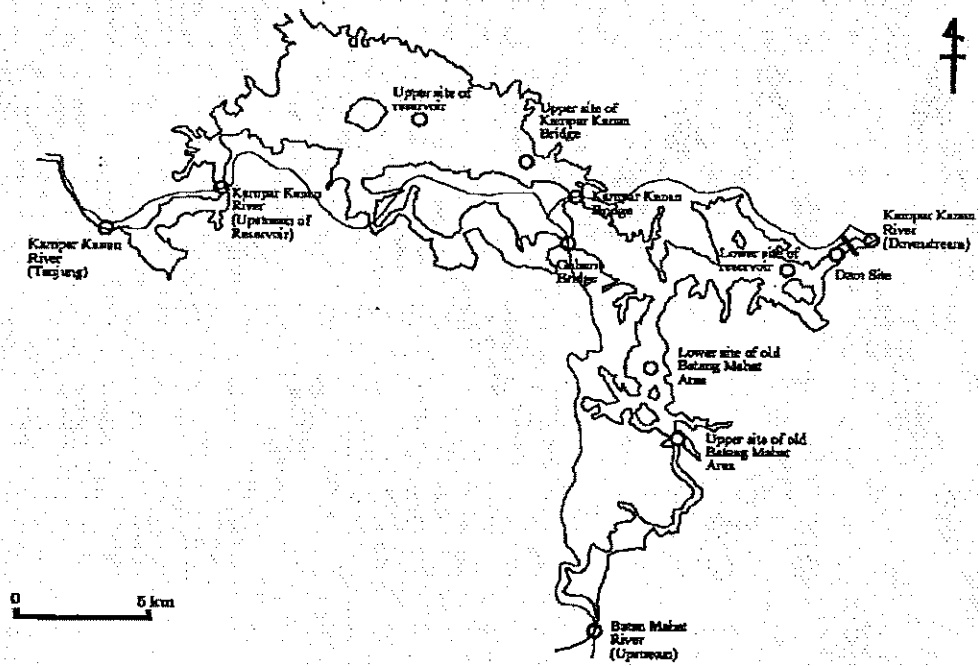 Upper site of
reservoir
Upper site of
Kampar Kanan
Bridge
Kampar Kanan
River
(Upstream of
Reservoir)
Kampar Kanan
Bridge
Kampar Kanan
River
(Downstream)
Kampar Kanan
River
(Tanjung)
Bridge
Lower site of
reservoir
Dam Site
Lower site of old
Batang Mahat
Area
Upper site of old
Batang Mahat
Area
0 5 km
Batan Mahat
River
(Upstream)